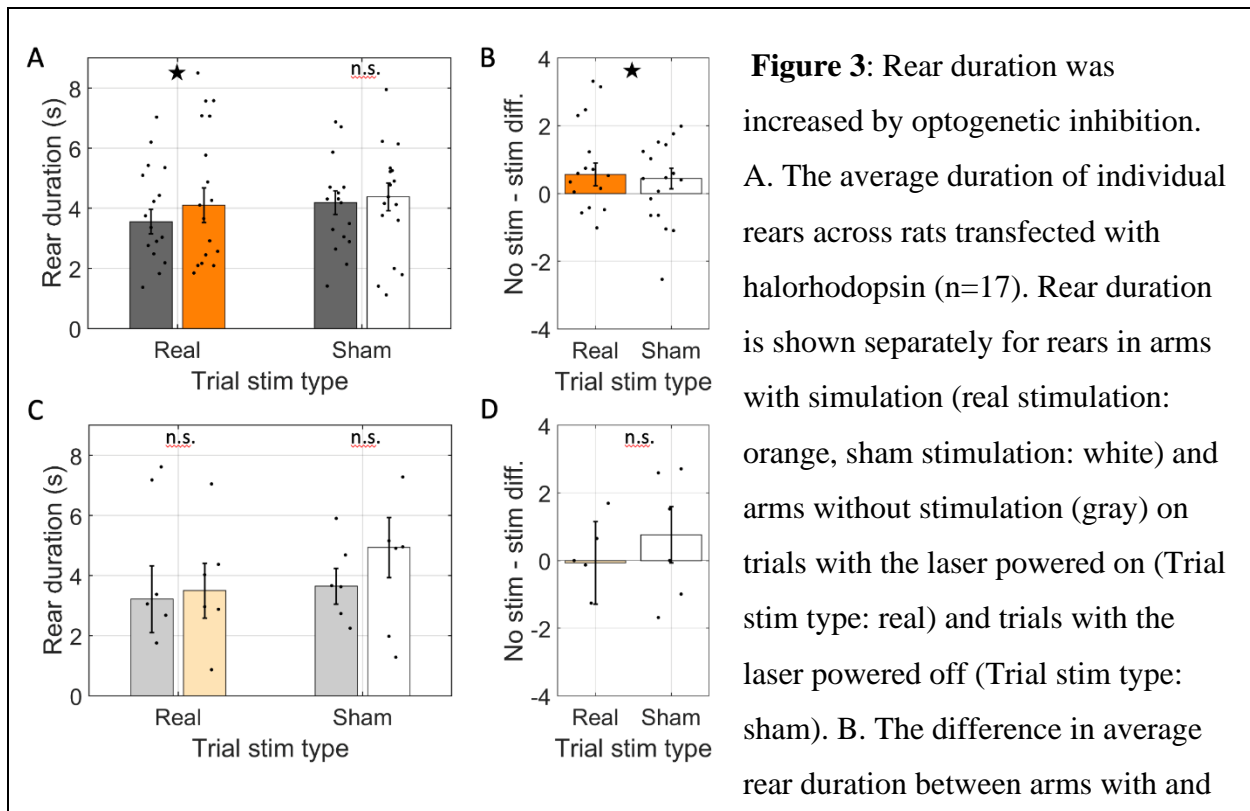 A
★
n.s.
8
6
4
2
0
Rear duration (s)
Real
Sham
Trial stim type
B
★
4
2
0
-2
-4
No stim - stim diff.
Real
Sham
Trial stim type
C
n.s.
n.s.
8
6
4
2
0
Rear duration (s)
Real
Sham
Trial stim type
D
n.s.
4
2
0
-2
-4
No stim - stim diff.
Real
Sham
Trial stim type
Figure 3: Rear duration was
increased by optogenetic inhibition.
A. The average duration of individual
rears across rats transfected with
halorhodopsin (n=17). Rear duration
is shown separately for rears in arms
with simulation (real stimulation:
orange, sham stimulation: white) and
arms without stimulation (gray) on
trials with the laser powered on (Trial
stim type: real) and trials with the
laser powered off (Trial stim type:
sham). B. The difference in average
rear duration between arms with and